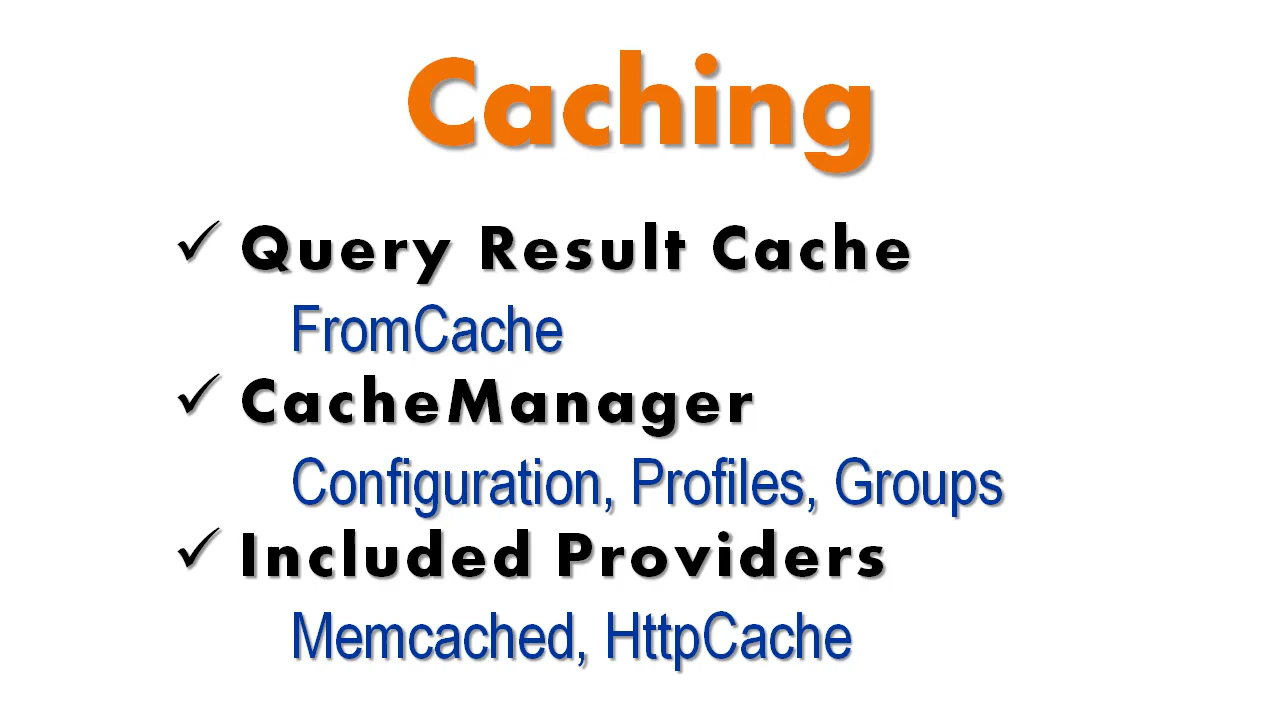 Caching
✓ Query Result Cache
FromCache
✓ CacheManager
Configuration, Profiles, Groups
✓ Included Providers
Memcached, HttpCache